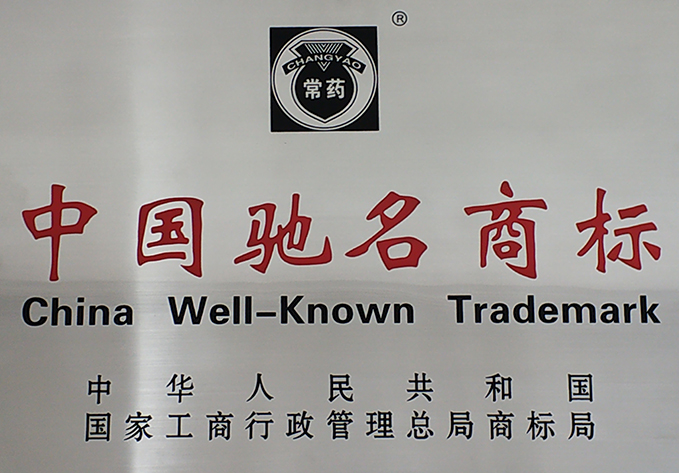 ®
CHANGYAO
常药
中国驰名商标
China Well-Known Trademark
中华人民共和国
国家工商行政管理总局商标局